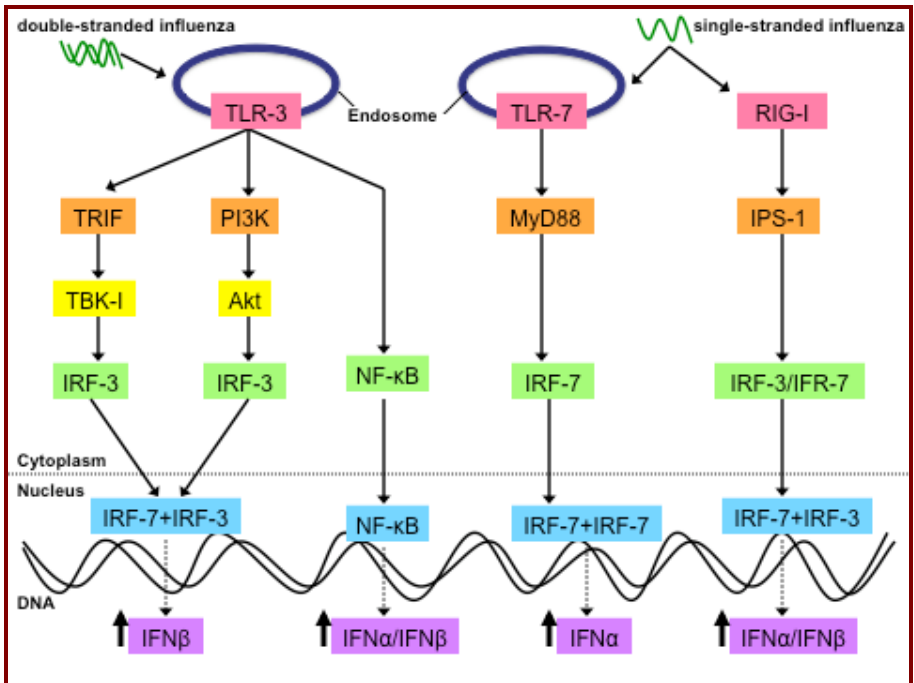 double-stranded influenza
single-stranded influenza
TLR-3
Endosome
TLR-7
RIG-I
TRIF
PI3K
MyD88
IPS-1
TBK-I
Akt
IRF-3
IRF-3
NF-κB
IRF-7
IRF-3/IFR-7
Cytoplasm
Nucleus
IRF-7+IRF-3
NF-κB
IRF-7+IRF-7
IRF-7+IRF-3
DNA
IFNβ
IFNα/IFNβ
IFNα
IFNα/IFNβ